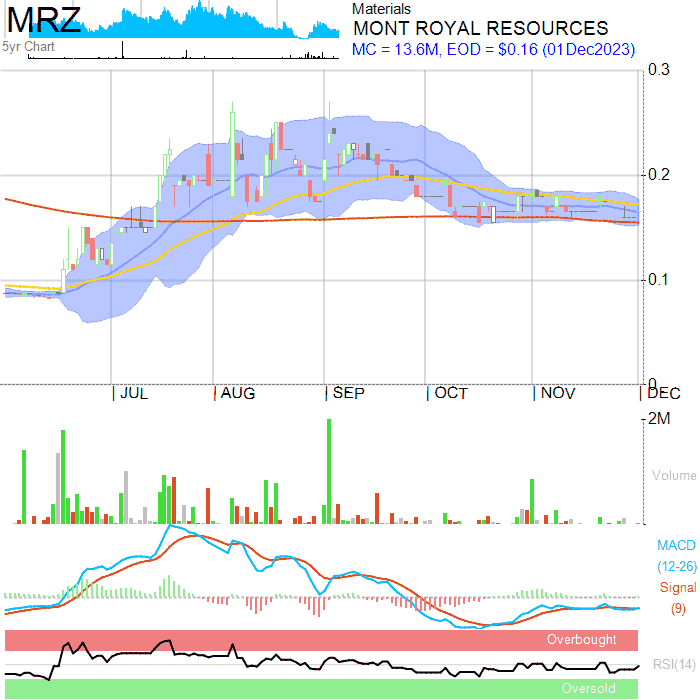 MRZ
5yr Chart
Materials
MONT ROYAL RESOURCES
MC = 13.6M, EOD = $0.16 (01Dec2023)
0.3
0.2
0.1
0
JUL AUG SEP OCT NOV DEC
2M
Volume
MACD
(12-26)
Signal
(9)
Overbought
RSI(14)
Oversold